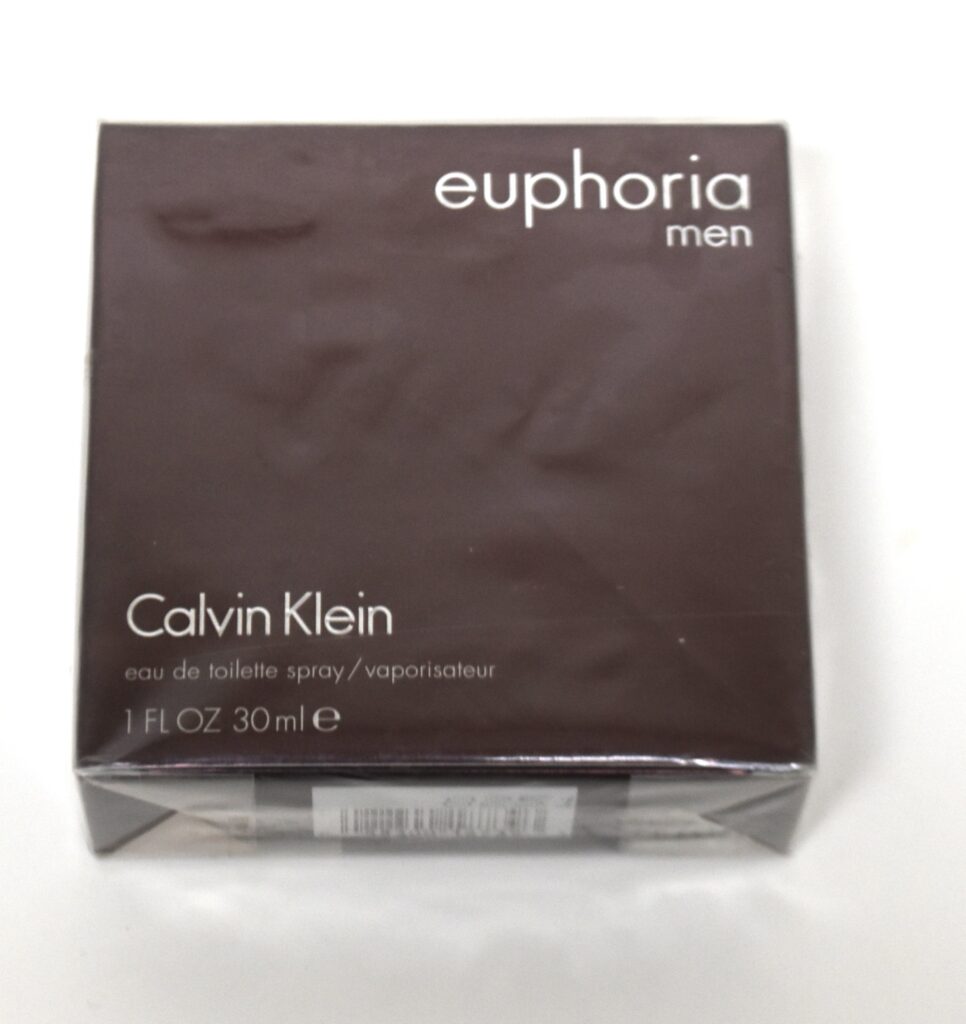 euphoria
men
Calvin Klein
eau de toilette spray/vaporisateur
1 FL OZ 30ml ℮